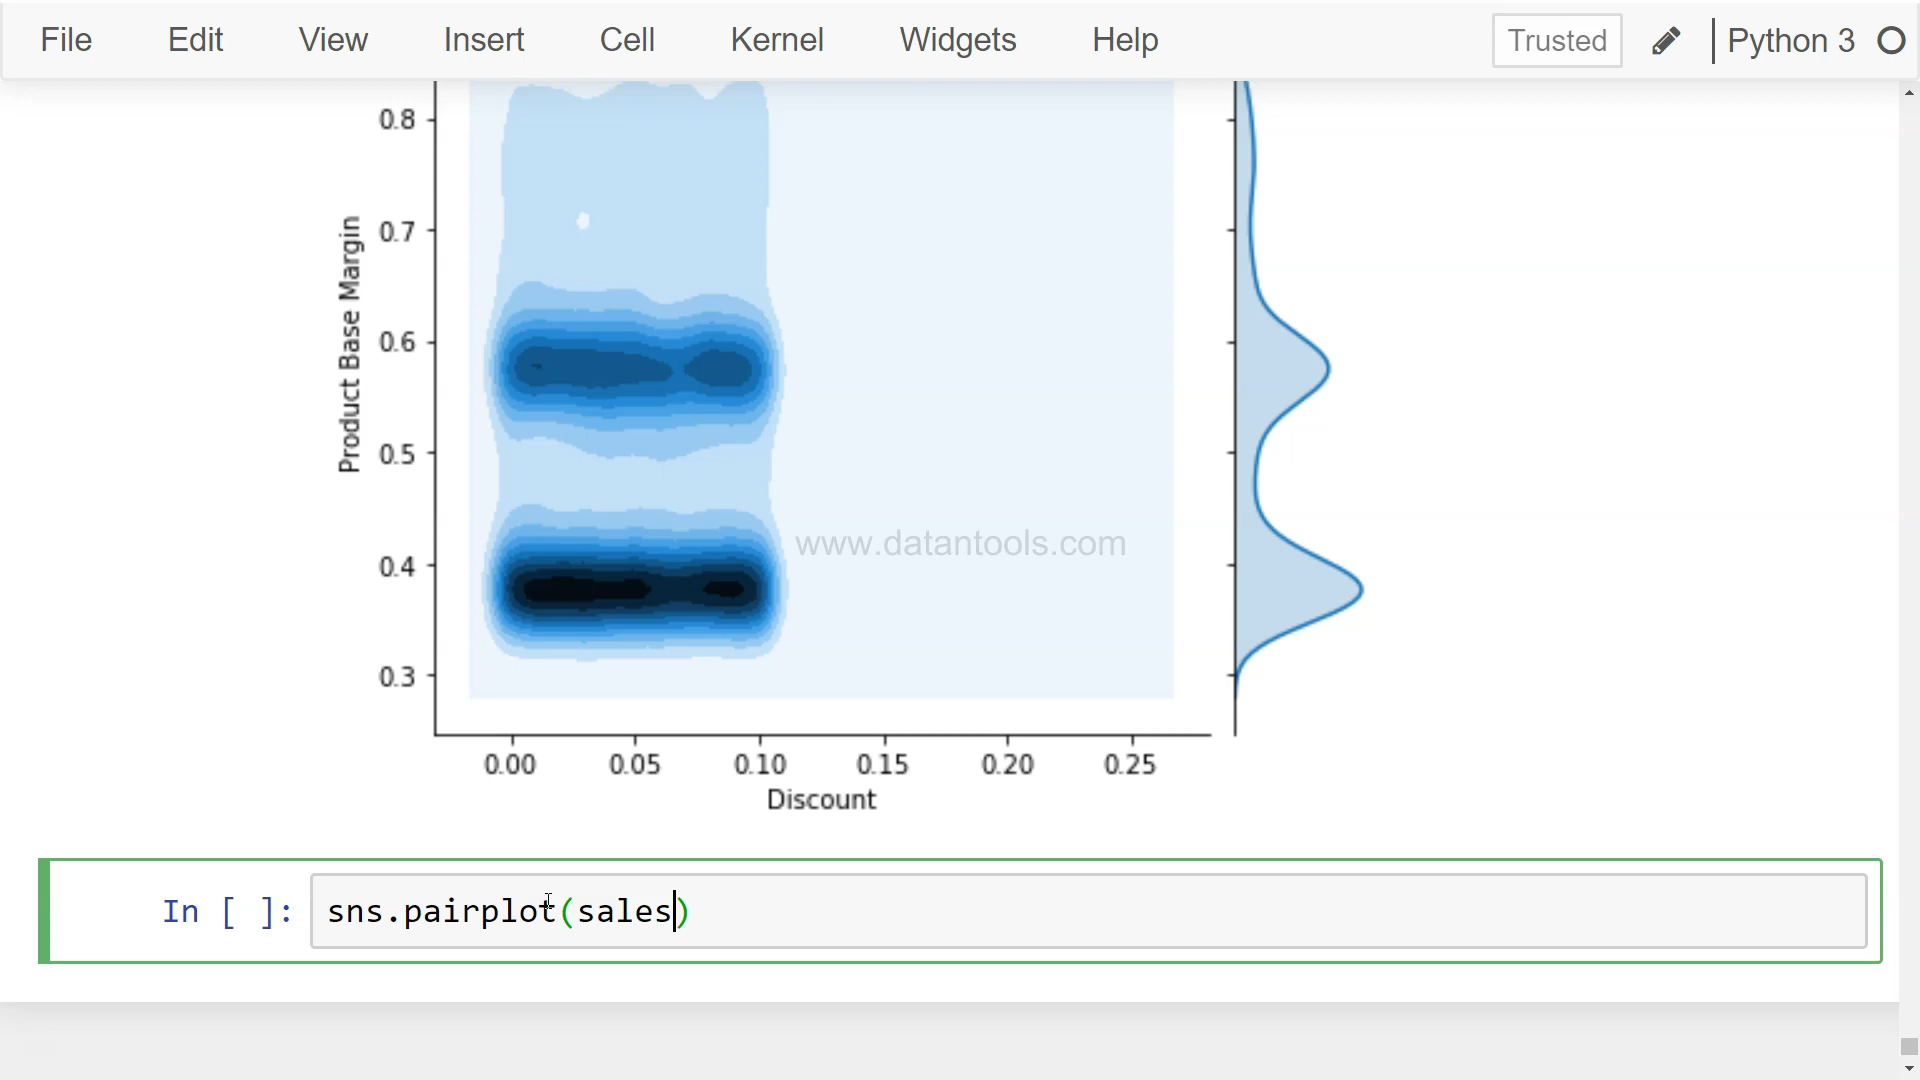 File Edit View Insert Cell Kernel Widgets Help Trusted Python 3
0.8
0.7
0.6
0.5
0.4
0.3
Product Base Margin
www.datantools.com
0.00 0.05 0.10 0.15 0.20 0.25
Discount
In [ ]: sns.pairplot(sales)